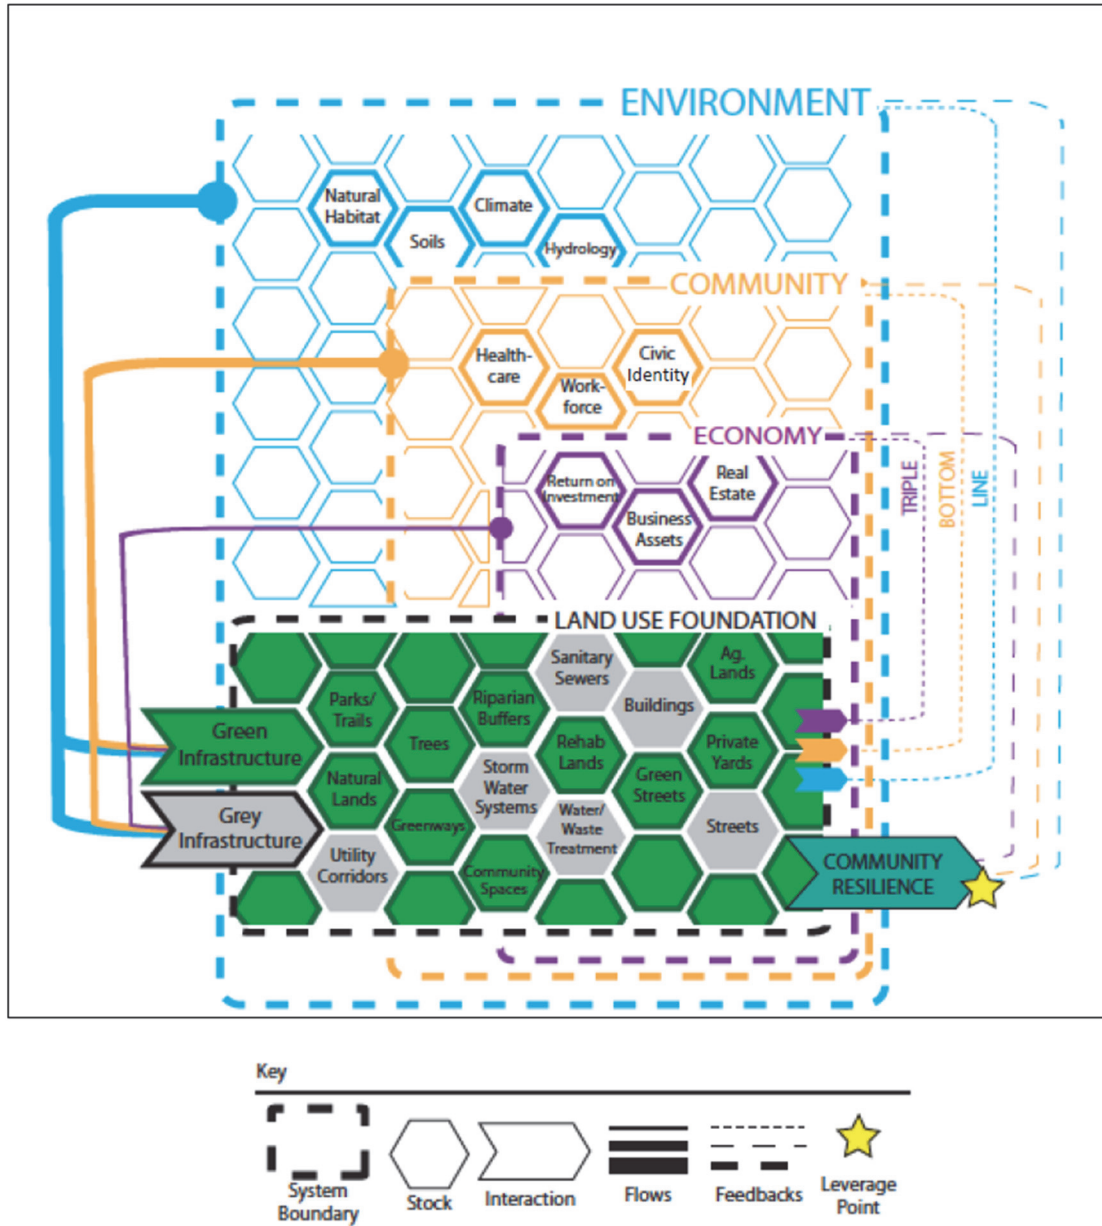 ENVIRONMENT
Natural
Habitat
Climate
Soils
Hydrology
COMMUNITY
Health-
care
Civic
Identity
Work-
force
ECONOMY
Return on
Investment
Real
Estate
Business
Assets
TRIPLE
BOTTOM
LINE
LAND USE FOUNDATION
Sanitary
Sewers
Ag.
Lands
Parks/
Trails
Riparian
Buffers
Buildings
Green
Infrastructure
Trees
Rehab
Lands
Private
Yards
Natural
Lands
Storm
Water
Systems
Green
Streets
Grey
Infrastructure
Greenways
Water/
Waste
Treatment
Streets
Utility
Corridors
Community
Spaces
COMMUNITY
RESILIENCE
Key
System
Boundary
Stock
Interaction
Flows
Feedbacks
Leverage
Point